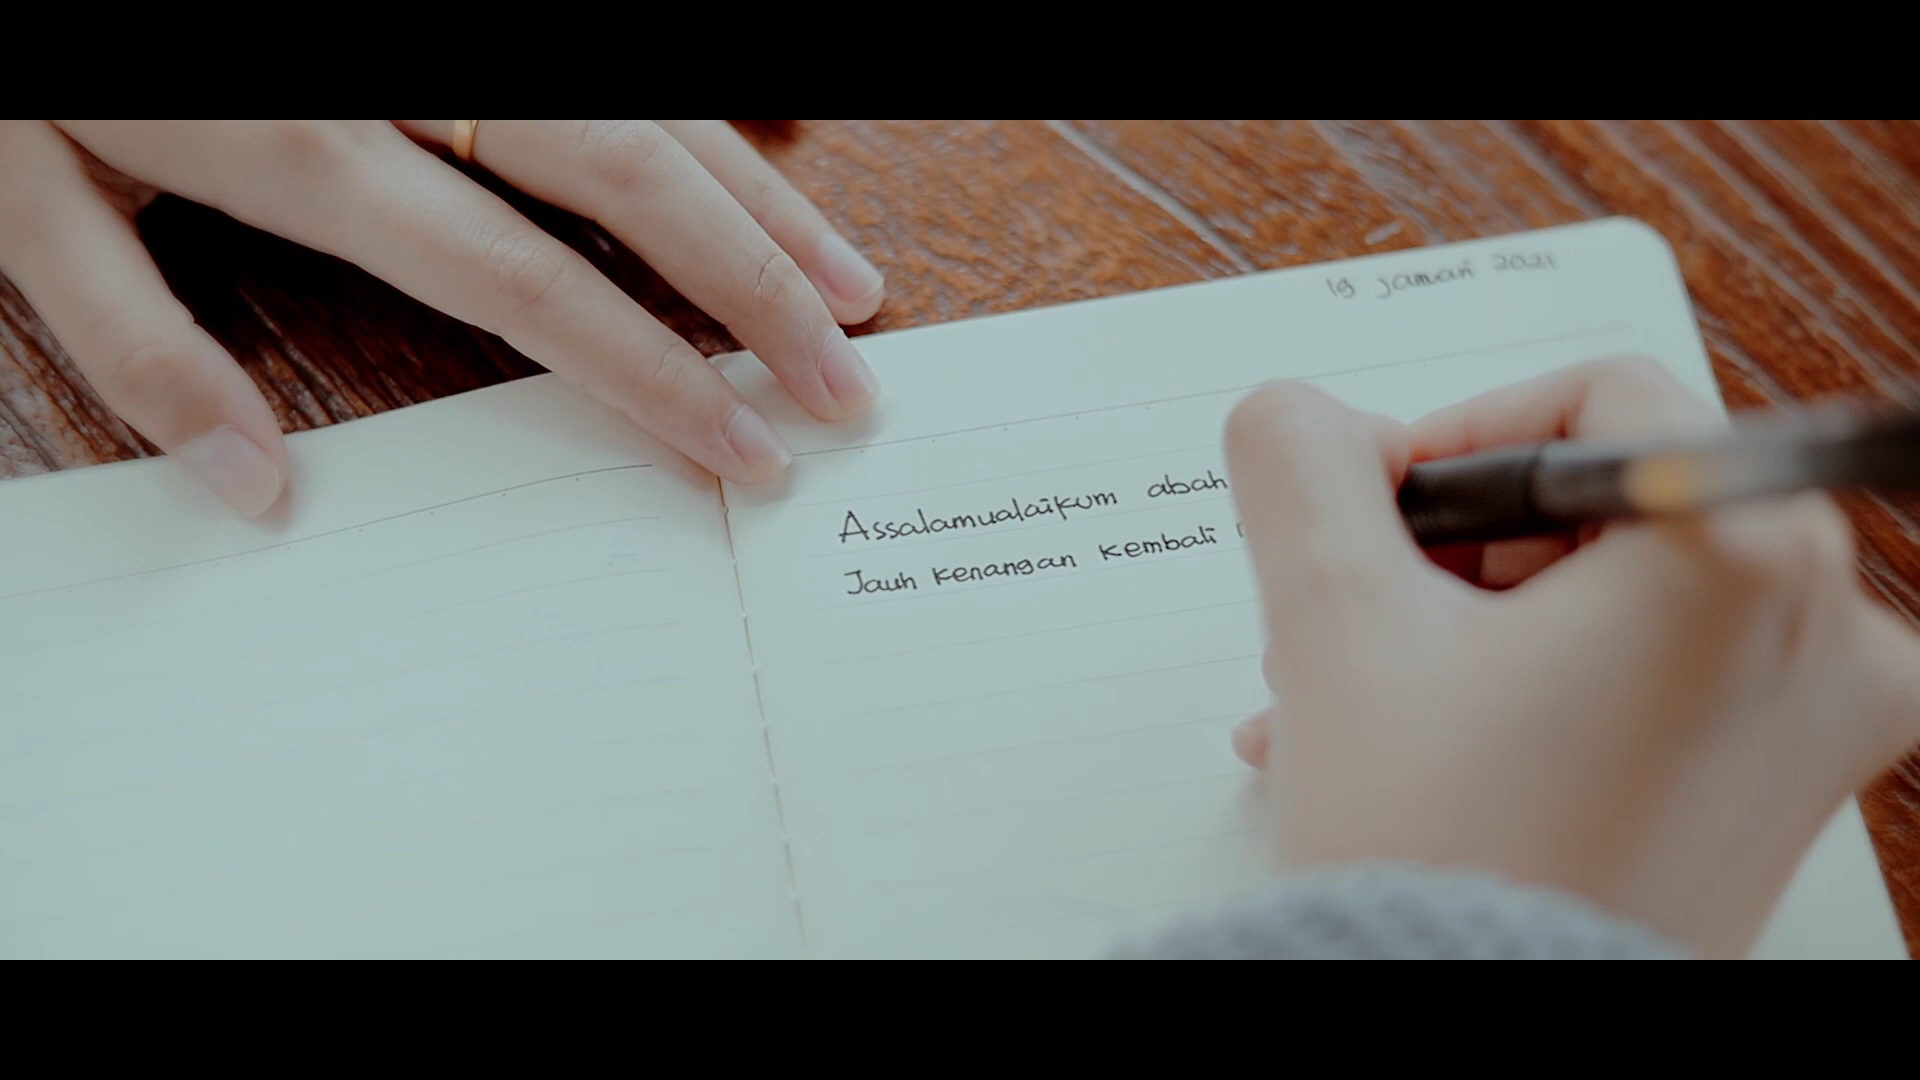 19 januari 2021
Assalamualaikum abah
Jauh kenangan kembali